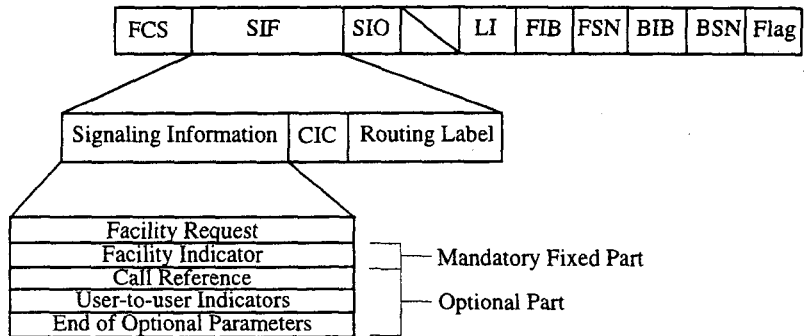 FCS SIF SIO LI FIB FSN BIB BSN Flag
Signaling Information CIC Routing Label
Facility Request
Facility Indicator
Mandatory Fixed Part
Call Reference
User-to-user Indicators
Optional Part
End of Optional Parameters